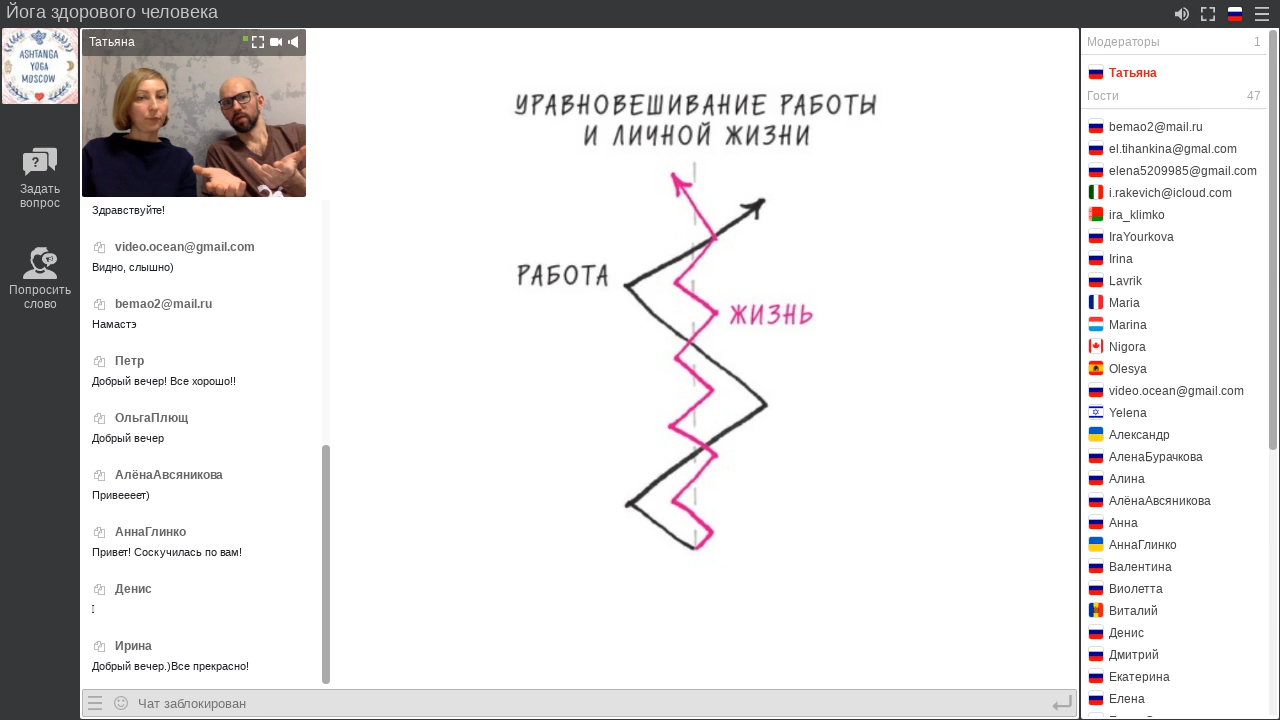 Йога здорового человека
ASHTANGA
YOGA
MOSCOW
Задать
вопрос
Попросить
слово
Татьяна
Здравствуйте!
video.ocean@gmail.com
Видно, слышно)
bemao2@mail.ru
Намастэ
Петр
Добрый вечер! Все хорошо!!
ОльгаПлющ
Добрый вечер
АлёнаАвсяникова
Привеееет)
АннаГлинко
Привет! Соскучилась по вам!
Денис
Ирина
Добрый вечер.)Все прекрасно!
Чат заблокирован
УРАВНОВЕШИВАНИЕ РАБОТЫ
И ЛИЧНОЙ ЖИЗНИ
РАБОТА
ЖИЗНЬ
Модераторы 1
Татьяна
Гости 47
bemao2@mail.ru
el.tihankina@gmal.com
elena5209985@gmail.com
i.rakevich@icloud.com
ira_klimko
IraYourkova
Irina
Lavrik
Maria
Marina
Nigora
Olesya
video.ocean@gmail.com
Yelena
Александр
АленаБурачкова
Алина
АлёнаАвсяникова
Анна
АннаГлинко
Валентина
Виолетта
Виталий
Денис
Дмитрий
Екатерина
Елена